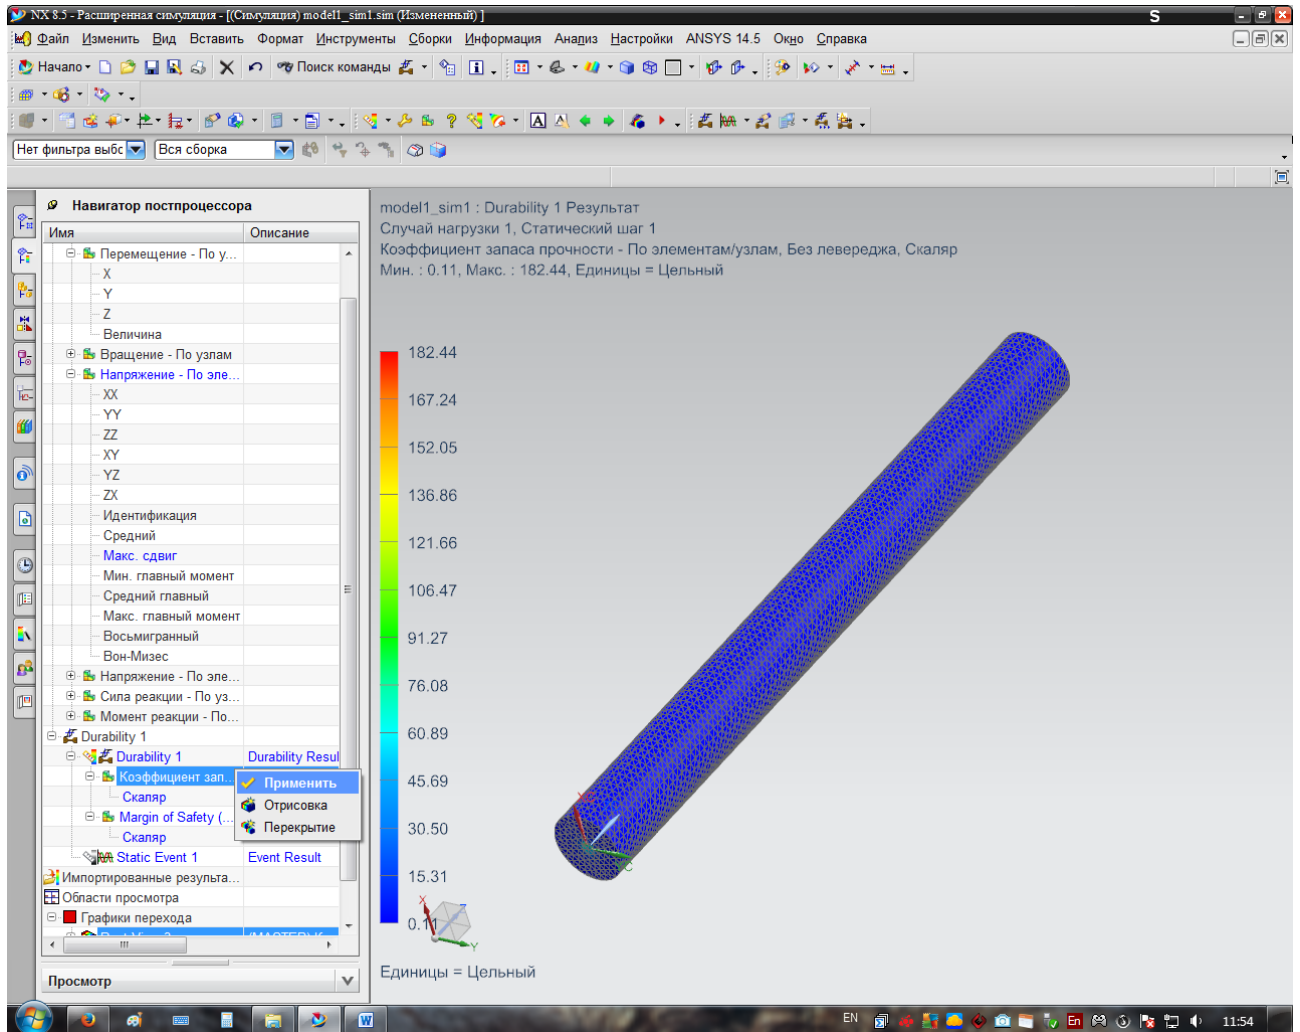 NX 8.5 - Расширенная симуляция - [(Симуляция) model1_sim1.sim (Измененный) ]
S
Файл Изменить Вид Вставить Формат Инструменты Сборки Информация Анализ Настройки ANSYS 14.5 Окно Справка
Начало Поиск команды
Нет фильтра выбс Вся сборка
Навигатор постпроцессора
Имя Описание
Перемещение - По у...
X
Y
Z
Величина
Вращение - По узлам
Напряжение - По эле...
XX
YY
ZZ
XY
YZ
ZX
Идентификация
Средний
Макс. сдвиг
Мин. главный момент
Средний главный
Макс. главный момент
Восьмигранный
Вон-Мизес
Напряжение - По эле...
Сила реакции - По уз...
Момент реакции - По...
Durability 1
Durability 1 Durability Resul
Коэффициент зап...
Скаляр
Margin of Safety (...
Скаляр
Static Event 1 Event Result
Импортированные результа...
Области просмотра
Графики перехода
Просмотр
Применить
Отрисовка
Перекрытие
model1_sim1 : Durability 1 Результат
Случай нагрузки 1, Статический шаг 1
Коэффициент запаса прочности - По элементам/узлам, Без левереджа, Скаляр
Мин. : 0.11, Макс. : 182.44, Единицы = Цельный
182.44
167.24
152.05
136.86
121.66
106.47
91.27
76.08
60.89
45.69
30.50
15.31
0.11
X
Z
Y
Единицы = Цельный
EN
En
11:54